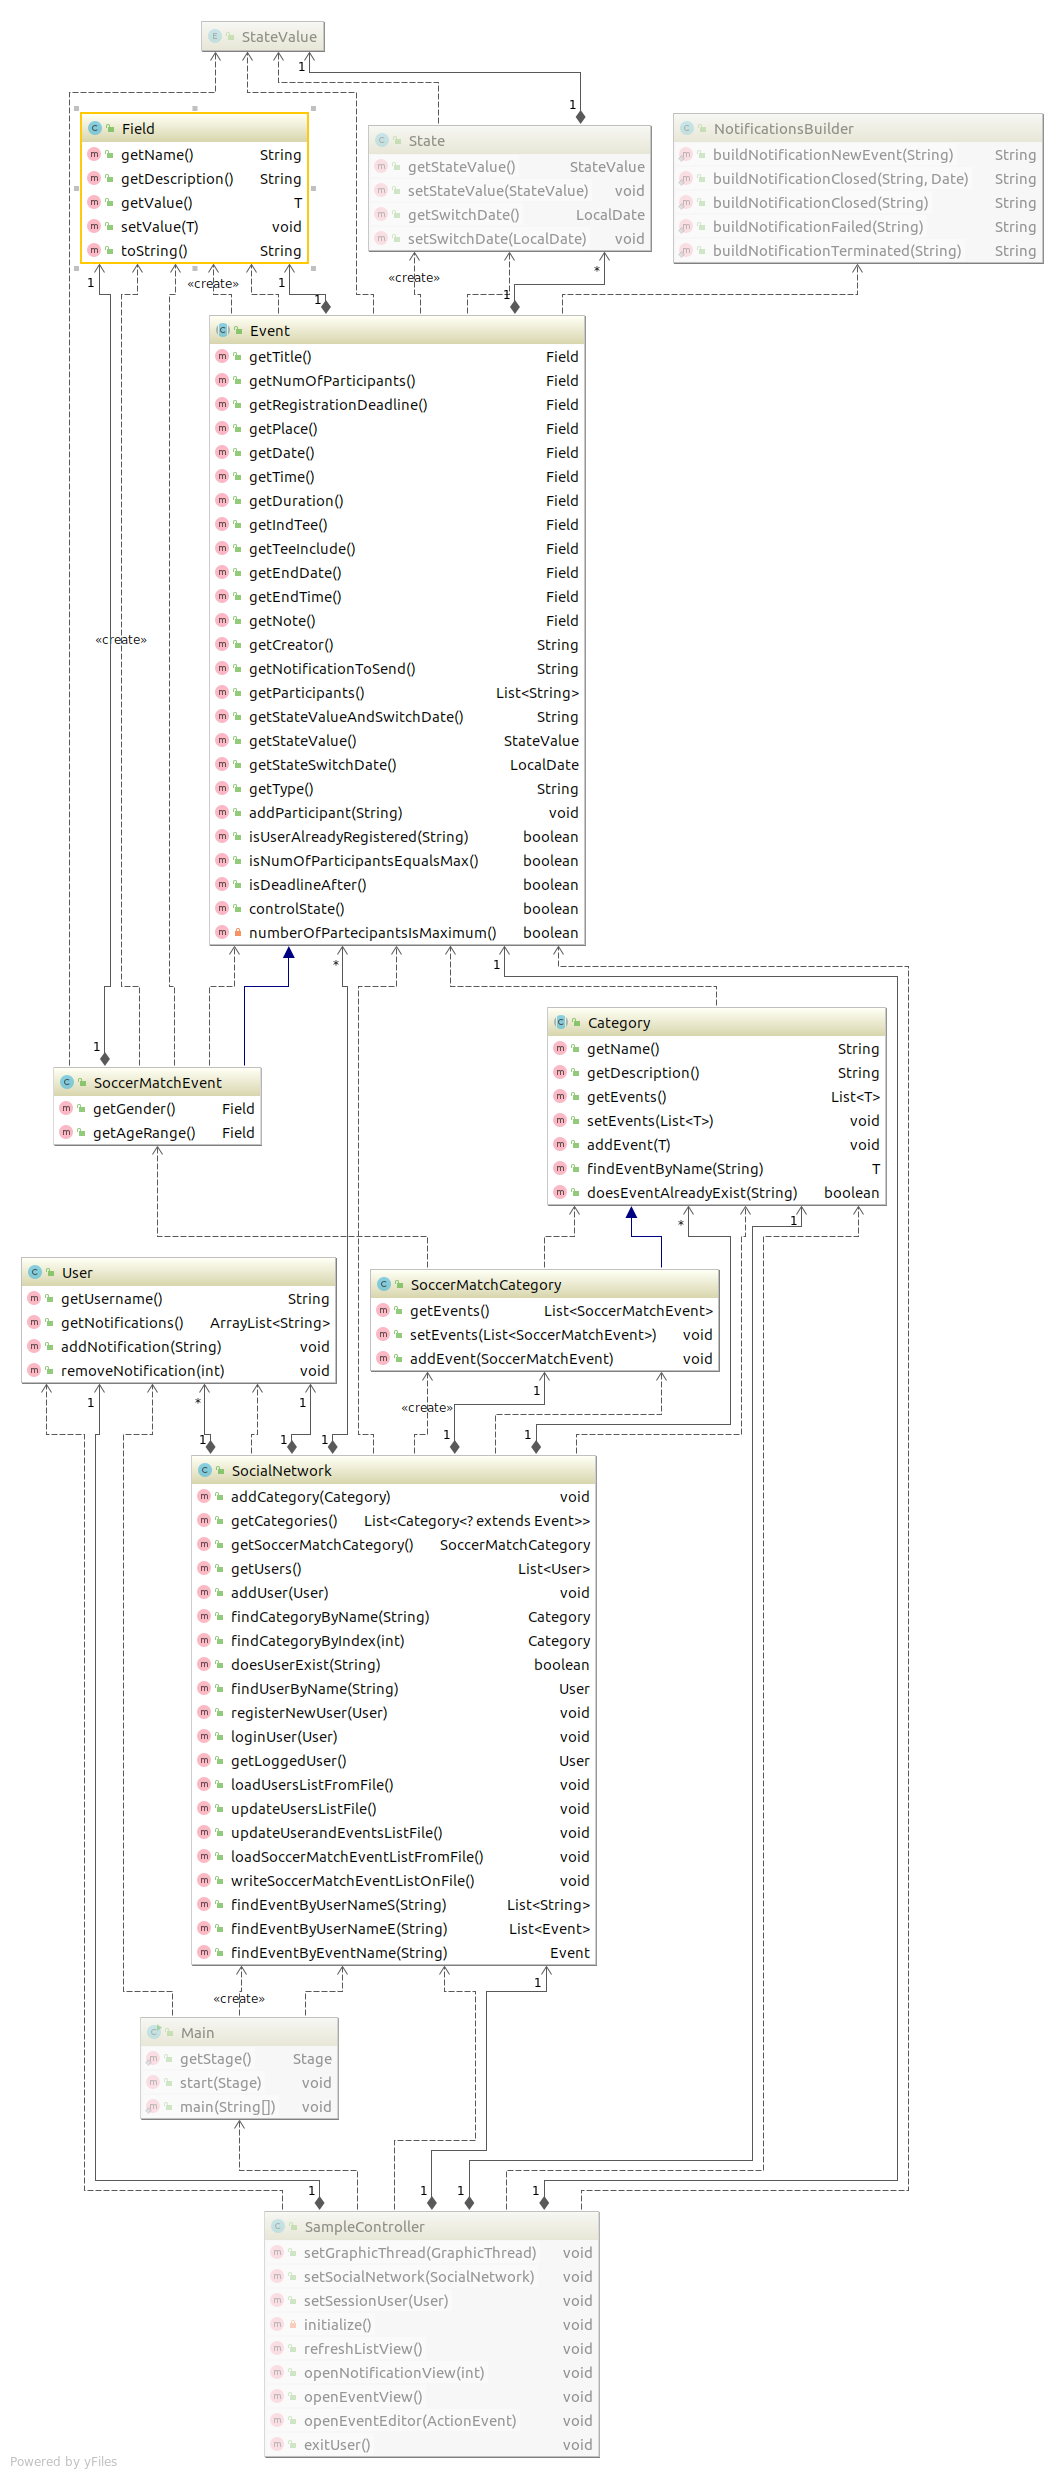 StateValue
1
1
Field
getName() String
getDescription() String
getValue() T
setValue(T) void
toString() String
State
getStateValue() StateValue
setStateValue(StateValue) void
getSwitchDate() LocalDate
setSwitchDate(LocalDate) void
NotificationsBuilder
buildNotificationNewEvent(String) String
buildNotificationClosed(String, Date) String
buildNotificationClosed(String) String
buildNotificationFailed(String) String
buildNotificationTerminated(String) String
1
«create»
1
1
«create»
*
1
Event
getTitle() Field
getNumOfParticipants() Field
getRegistrationDeadline() Field
getPlace() Field
getDate() Field
getTime() Field
getDuration() Field
getIndTee() Field
getTeeInclude() Field
getEndDate() Field
getEndTime() Field
getNote() Field
getCreator() String
getNotificationToSend() String
getParticipants() List<String>
getStateValueAndSwitchDate() String
getStateValue() StateValue
getStateSwitchDate() LocalDate
getType() String
addParticipant(String) void
isUserAlreadyRegistered(String) boolean
isNumOfParticipantsEqualsMax() boolean
isDeadlineAfter() boolean
controlState() boolean
numberOfPartecipantsIsMaximum() boolean
«create»
*
1
1
SoccerMatchEvent
getGender() Field
getAgeRange() Field
Category
getName() String
getDescription() String
getEvents() List<T>
setEvents(List<T>) void
addEvent(T) void
findEventByName(String) T
doesEventAlreadyExist(String) boolean
*
1
User
getUsername() String
getNotifications() ArrayList<String>
addNotification(String) void
removeNotification(int) void
SoccerMatchCategory
getEvents() List<SoccerMatchEvent>
setEvents(List<SoccerMatchEvent>) void
addEvent(SoccerMatchEvent) void
1
*
1
«create»
1
1
1
1
1
1
SocialNetwork
addCategory(Category) void
getCategories() List<Category<? extends Event>>
getSoccerMatchCategory() SoccerMatchCategory
getUsers() List<User>
addUser(User) void
findCategoryByName(String) Category
findCategoryByIndex(int) Category
doesUserExist(String) boolean
findUserByName(String) User
registerNewUser(User) void
loginUser(User) void
getLoggedUser() User
loadUsersListFromFile() void
updateUsersListFile() void
updateUserandEventsListFile() void
loadSoccerMatchEventListFromFile() void
writeSoccerMatchEventListOnFile() void
findEventByUserNameS(String) List<String>
findEventByUserNameE(String) List<Event>
findEventByEventName(String) Event
«create»
1
Main
getStage() Stage
start(Stage) void
main(String[]) void
1
1
1
1
SampleController
setGraphicThread(GraphicThread) void
setSocialNetwork(SocialNetwork) void
setSessionUser(User) void
initialize() void
refreshListView() void
openNotificationView(int) void
openEventView() void
openEventEditor(ActionEvent) void
exitUser() void
Powered by yFiles